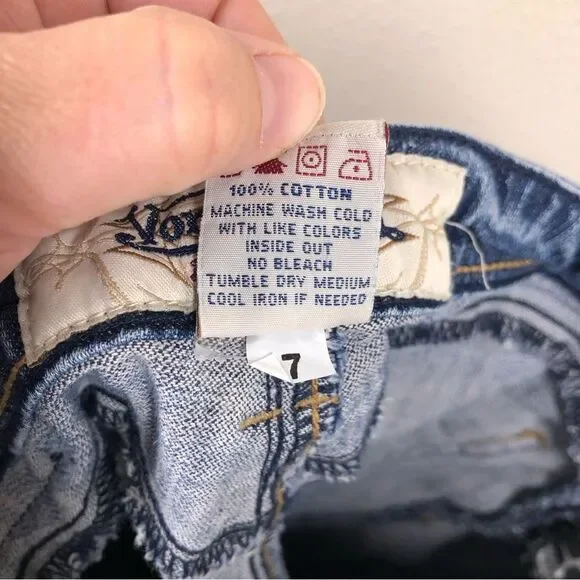 100% COTTON
MACHINE WASH COLD
WITH LIKE COLORS
INSIDE OUT
NO BLEACH
TUMBLE DRY MEDIUM
COOL IRON IF NEEDED
7